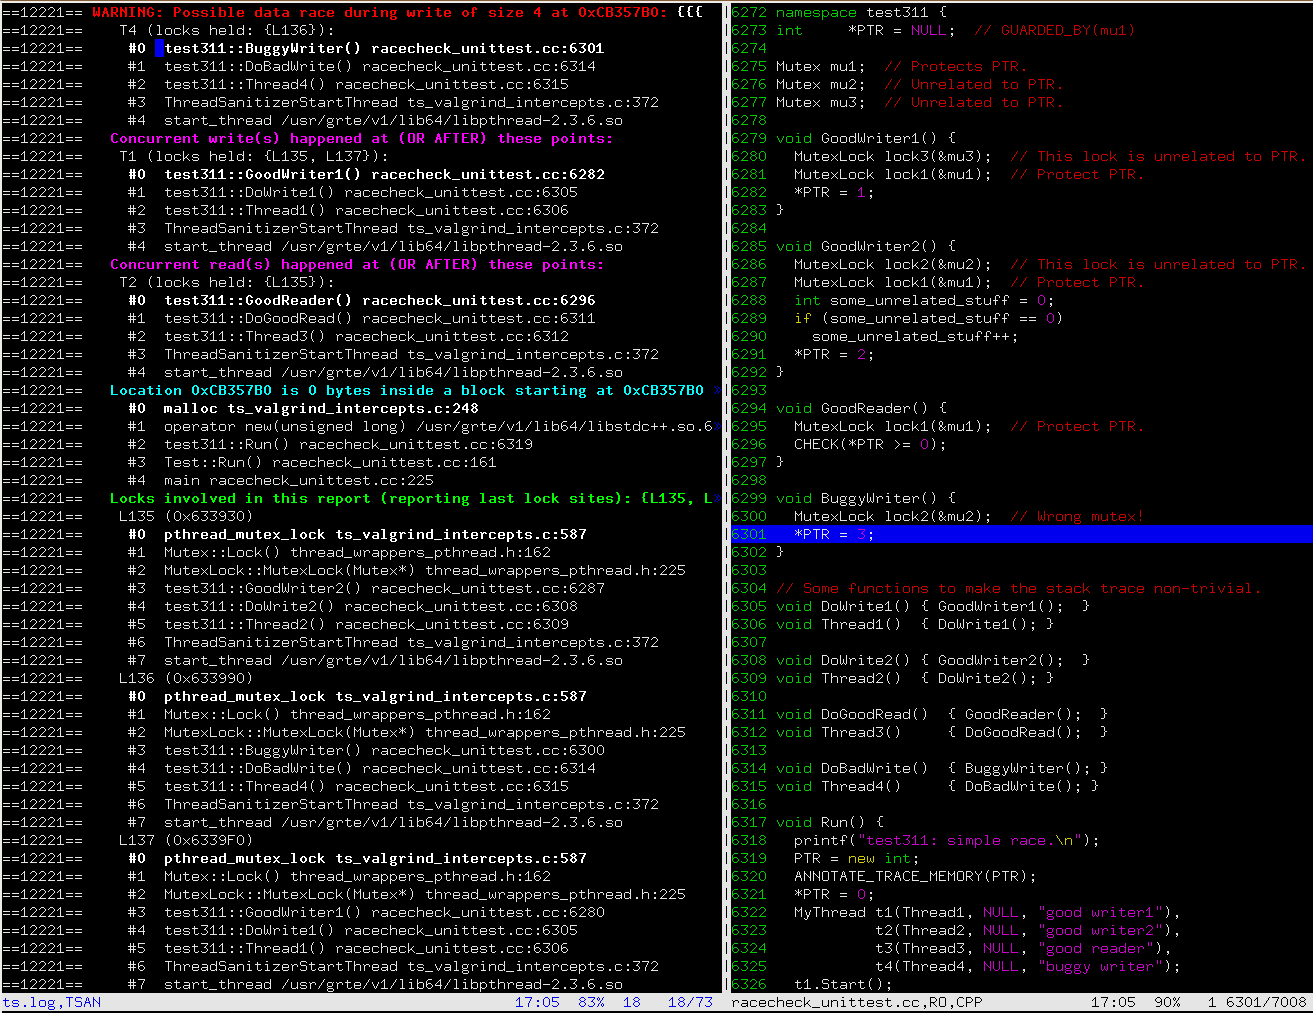 ==12221== WARNING: Possible data race during write of size 4 at 0xCB357B0: {{{
==12221==    T4 (locks held: {L136}):
==12221==     #0  test311::BuggyWriter() racecheck_unittest.cc:6301
==12221==     #1  test311::DoBadWrite() racecheck_unittest.cc:6314
==12221==     #2  test311::Thread4() racecheck_unittest.cc:6315
==12221==     #3  ThreadSanitizerStartThread ts_valgrind_intercepts.c:372
==12221==     #4  start_thread /usr/grte/v1/lib64/libpthread-2.3.6.so
==12221==   Concurrent write(s) happened at (OR AFTER) these points:
==12221==    T1 (locks held: {L135, L137}):
==12221==     #0  test311::GoodWriter1() racecheck_unittest.cc:6282
==12221==     #1  test311::DoWrite1() racecheck_unittest.cc:6305
==12221==     #2  test311::Thread1() racecheck_unittest.cc:6306
==12221==     #3  ThreadSanitizerStartThread ts_valgrind_intercepts.c:372
==12221==     #4  start_thread /usr/grte/v1/lib64/libpthread-2.3.6.so
==12221==   Concurrent read(s) happened at (OR AFTER) these points:
==12221==    T2 (locks held: {L135}):
==12221==     #0  test311::GoodReader() racecheck_unittest.cc:6296
==12221==     #1  test311::DoGoodRead() racecheck_unittest.cc:6311
==12221==     #2  test311::Thread3() racecheck_unittest.cc:6312
==12221==     #3  ThreadSanitizerStartThread ts_valgrind_intercepts.c:372
==12221==     #4  start_thread /usr/grte/v1/lib64/libpthread-2.3.6.so
==12221==   Location 0xCB357B0 is 0 bytes inside a block starting at 0xCB357B0 \
==12221==     #0  malloc ts_valgrind_intercepts.c:248
==12221==     #1  operator new(unsigned long) /usr/grte/v1/lib64/libstdc++.so.6\
==12221==     #2  test311::Run() racecheck_unittest.cc:6319
==12221==     #3  Test::Run() racecheck_unittest.cc:161
==12221==     #4  main racecheck_unittest.cc:225
==12221==   Locks involved in this report (reporting last lock sites): {L135, L\
==12221==    L135 (0x633930)
==12221==     #0  pthread_mutex_lock ts_valgrind_intercepts.c:587
==12221==     #1  Mutex::Lock() thread_wrappers_pthread.h:162
==12221==     #2  MutexLock::MutexLock(Mutex*) thread_wrappers_pthread.h:225
==12221==     #3  test311::GoodWriter2() racecheck_unittest.cc:6287
==12221==     #4  test311::DoWrite2() racecheck_unittest.cc:6308
==12221==     #5  test311::Thread2() racecheck_unittest.cc:6309
==12221==     #6  ThreadSanitizerStartThread ts_valgrind_intercepts.c:372
==12221==     #7  start_thread /usr/grte/v1/lib64/libpthread-2.3.6.so
==12221==    L136 (0x633990)
==12221==     #0  pthread_mutex_lock ts_valgrind_intercepts.c:587
==12221==     #1  Mutex::Lock() thread_wrappers_pthread.h:162
==12221==     #2  MutexLock::MutexLock(Mutex*) thread_wrappers_pthread.h:225
==12221==     #3  test311::BuggyWriter() racecheck_unittest.cc:6300
==12221==     #4  test311::DoBadWrite() racecheck_unittest.cc:6314
==12221==     #5  test311::Thread4() racecheck_unittest.cc:6315
==12221==     #6  ThreadSanitizerStartThread ts_valgrind_intercepts.c:372
==12221==     #7  start_thread /usr/grte/v1/lib64/libpthread-2.3.6.so
==12221==    L137 (0x6339F0)
==12221==     #0  pthread_mutex_lock ts_valgrind_intercepts.c:587
==12221==     #1  Mutex::Lock() thread_wrappers_pthread.h:162
==12221==     #2  MutexLock::MutexLock(Mutex*) thread_wrappers_pthread.h:225
==12221==     #3  test311::GoodWriter1() racecheck_unittest.cc:6280
==12221==     #4  test311::DoWrite1() racecheck_unittest.cc:6305
==12221==     #5  test311::Thread1() racecheck_unittest.cc:6306
==12221==     #6  ThreadSanitizerStartThread ts_valgrind_intercepts.c:372
==12221==     #7  start_thread /usr/grte/v1/lib64/libpthread-2.3.6.so
ts.log,TSAN 17:05 83% 18 18/73
6272 namespace test311 {
6273 int     *PTR = NULL;  // GUARDED_BY(mu1)
6274
6275 Mutex mu1;  // Protects PTR.
6276 Mutex mu2;  // Unrelated to PTR.
6277 Mutex mu3;  // Unrelated to PTR.
6278
6279 void GoodWriter1() {
6280   MutexLock lock3(&mu3);  // This lock is unrelated to PTR.
6281   MutexLock lock1(&mu1);  // Protect PTR.
6282   *PTR = 1;
6283 }
6284
6285 void GoodWriter2() {
6286   MutexLock lock2(&mu2);  // This lock is unrelated to PTR.
6287   MutexLock lock1(&mu1);  // Protect PTR.
6288   int some_unrelated_stuff = 0;
6289   if (some_unrelated_stuff == 0)
6290     some_unrelated_stuff++;
6291   *PTR = 2;
6292 }
6293
6294 void GoodReader() {
6295   MutexLock lock1(&mu1);  // Protect PTR.
6296   CHECK(*PTR >= 0);
6297 }
6298
6299 void BuggyWriter() {
6300   MutexLock lock2(&mu2);  // Wrong mutex!
6301   *PTR = 3;
6302 }
6303
6304 // Some functions to make the stack trace non-trivial.
6305 void DoWrite1() { GoodWriter1();  }
6306 void Thread1()  { DoWrite1(); }
6307
6308 void DoWrite2() { GoodWriter2();  }
6309 void Thread2()  { DoWrite2(); }
6310
6311 void DoGoodRead()  { GoodReader();  }
6312 void Thread3()     { DoGoodRead();  }
6313
6314 void DoBadWrite()  { BuggyWriter(); }
6315 void Thread4()     { DoBadWrite(); }
6316
6317 void Run() {
6318   printf("test311: simple race.\n");
6319   PTR = new int;
6320   ANNOTATE_TRACE_MEMORY(PTR);
6321   *PTR = 0;
6322   MyThread t1(Thread1, NULL, "good writer1"),
6323            t2(Thread2, NULL, "good writer2"),
6324            t3(Thread3, NULL, "good reader"),
6325            t4(Thread4, NULL, "buggy writer");
6326   t1.Start();
racecheck_unittest.cc,RO,CPP 17:05 90% 1 6301/7008